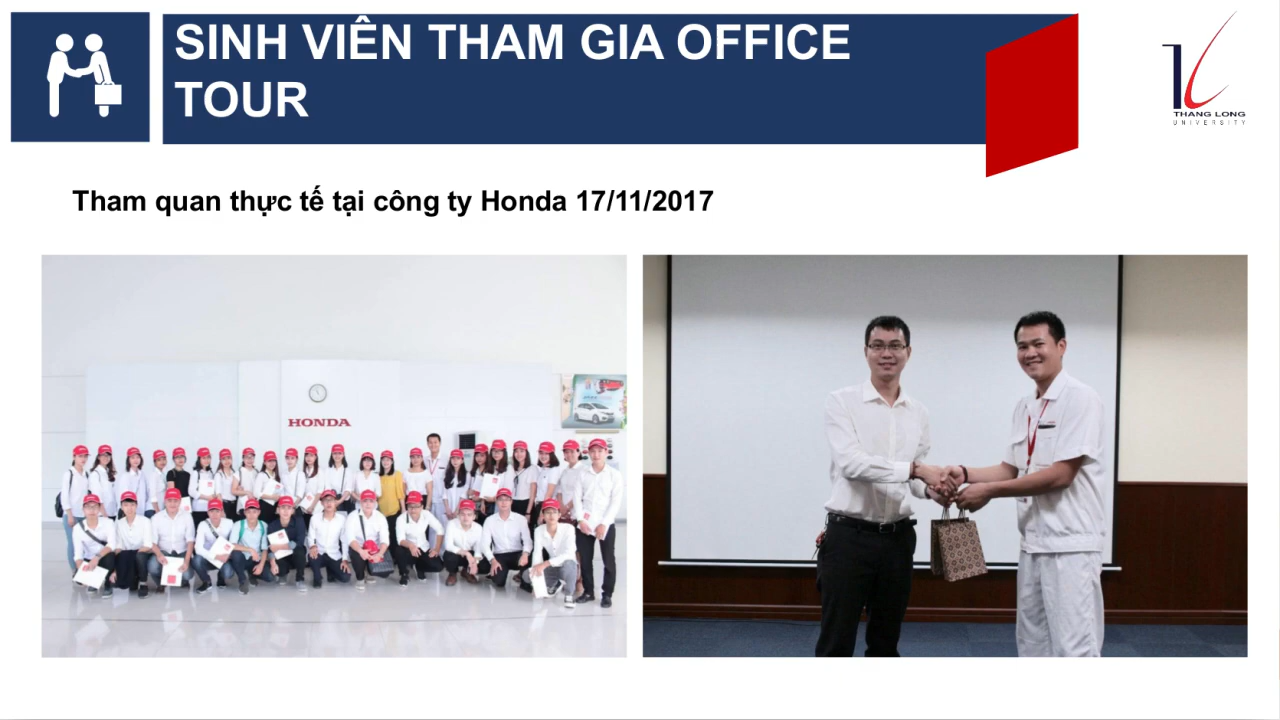 SINH VIÊN THAM GIA OFFICE
TOUR
THANG LONG
UNIVERSITY
Tham quan thực tế tại công ty Honda 17/11/2017
HONDA